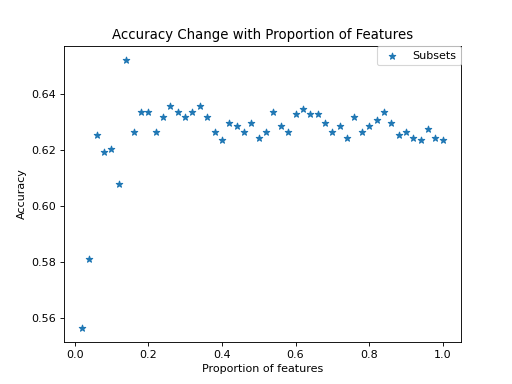 Accuracy Change with Proportion of Features
Subsets
Accuracy
0.64
0.62
0.60
0.58
0.56
0.0 0.2 0.4 0.6 0.8 1.0
Proportion of features